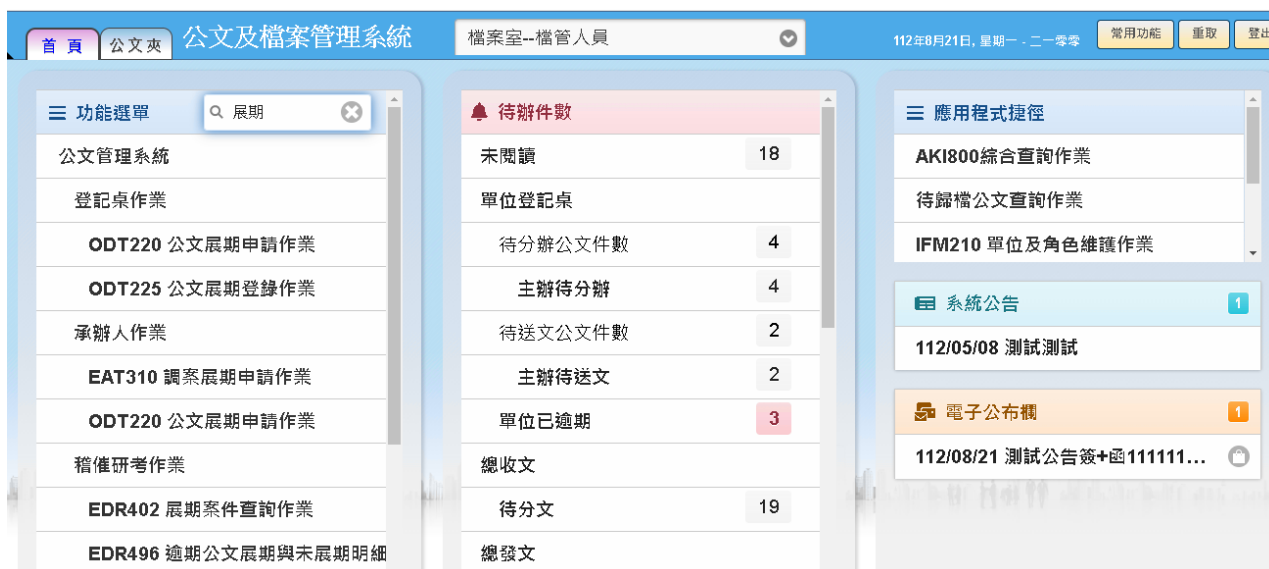 首 頁
公文夾
公文及檔案管理系統
檔案室--檔管人員
112年8月21日, 星期一 - 二一零零
常用功能
重取
登出
功能選單
展期
公文管理系統
登記桌作業
ODT220 公文展期申請作業
ODT225 公文展期登錄作業
承辦人作業
EAT310 調案展期申請作業
ODT220 公文展期申請作業
稽催研考作業
EDR402 展期案件查詢作業
EDR496 逾期公文展期與未展期明細
待辦件數
未閱讀 18
單位登記桌
待分辦公文件數 4
主辦待分辦 4
待送文公文件數 2
主辦待送文 2
單位已逾期 3
總收文
待分文 19
總發文
應用程式捷徑
AKI800綜合查詢作業
待歸檔公文查詢作業
IFM210 單位及角色維護作業
系統公告 1
112/05/08 測試測試
電子公布欄 1
112/08/21 測試公告簽+函111111...